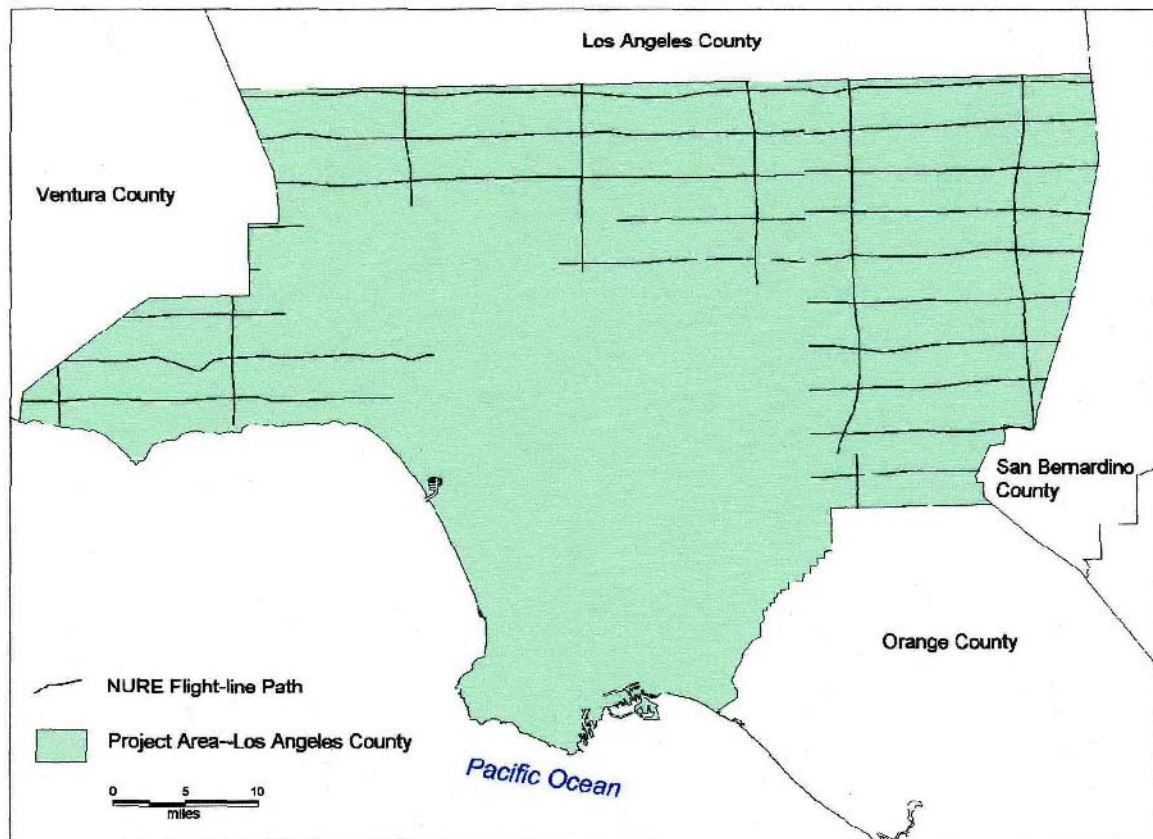 Los Angeles County
Ventura County
San Bernardino
County
Orange County
NURE Flight-line Path
Project Area--Los Angeles County
0 5 10
miles
Pacific Ocean